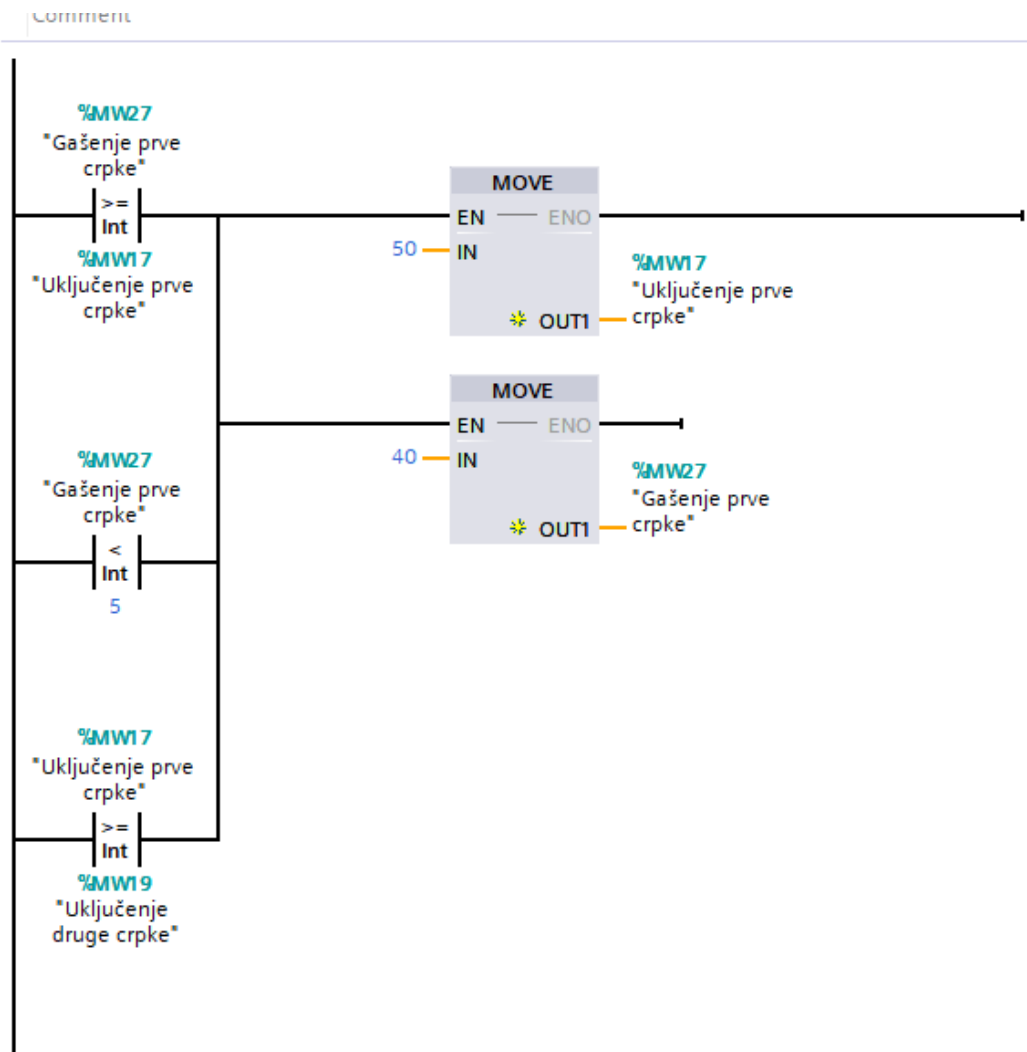 Comment
%MW27
"Gašenje prve
crpke"
>=
Int
%MW17
"Uključenje prve
crpke"
MOVE
EN ENO
50 IN
%MW17
"Uključenje prve
OUT1 crpke"
MOVE
EN ENO
40 IN
%MW27
"Gašenje prve
OUT1 crpke"
%MW27
"Gašenje prve
crpke"
<
Int
5
%MW17
"Uključenje prve
crpke"
>=
Int
%MW19
"Uključenje
druge crpke"